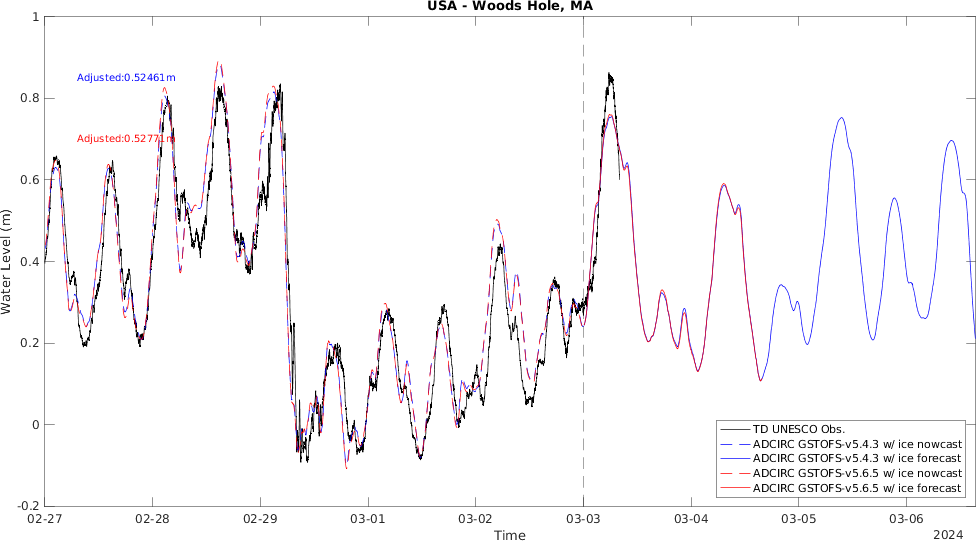 USA - Woods Hole, MA
1
0.8
0.6
0.4
0.2
0
-0.2
Water Level (m)
Adjusted:0.52461m
Adjusted:0.52771m
TD UNESCO Obs.
ADCIRC GSTOFS-v5.4.3 w/ ice nowcast
ADCIRC GSTOFS-v5.4.3 w/ ice forecast
ADCIRC GSTOFS-v5.6.5 w/ ice nowcast
ADCIRC GSTOFS-v5.6.5 w/ ice forecast
02-27 02-28 02-29 03-01 03-02 03-03 03-04 03-05 03-06
Time
2024